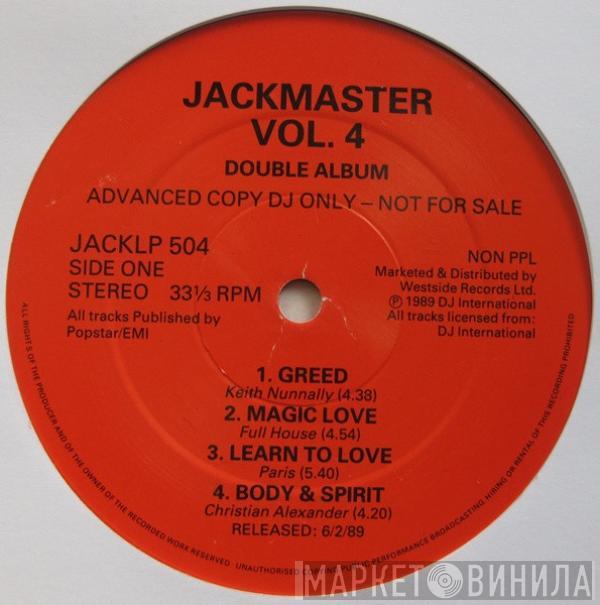 JACKMASTER
VOL. 4
DOUBLE ALBUM
ADVANCED COPY DJ ONLY – NOT FOR SALE
JACKLP 504
SIDE ONE
STEREO 33⅓ RPM
All tracks Published by
Popstar/EMI
NON PPL
Marketed & Distributed by
Westside Records Ltd.
℗ 1989 DJ International
All tracks licensed from:
DJ International
1. GREED
Keith Nunnally (4.38)
2. MAGIC LOVE
Full House (4.54)
3. LEARN TO LOVE
Paris (5.40)
4. BODY & SPIRIT
Christian Alexander (4.20)
RELEASED: 6/2/89
ALL RIGHTS OF THE PRODUCER AND OF THE OWNER OF THE RECORDED WORK RESERVED UNAUTHORISED COPYING PUBLIC PERFORMANCE BROADCASTING, HIRING OR RENTAL OF THIS RECORDING PROHIBITED
МАРКЕТ ВИНИЛА